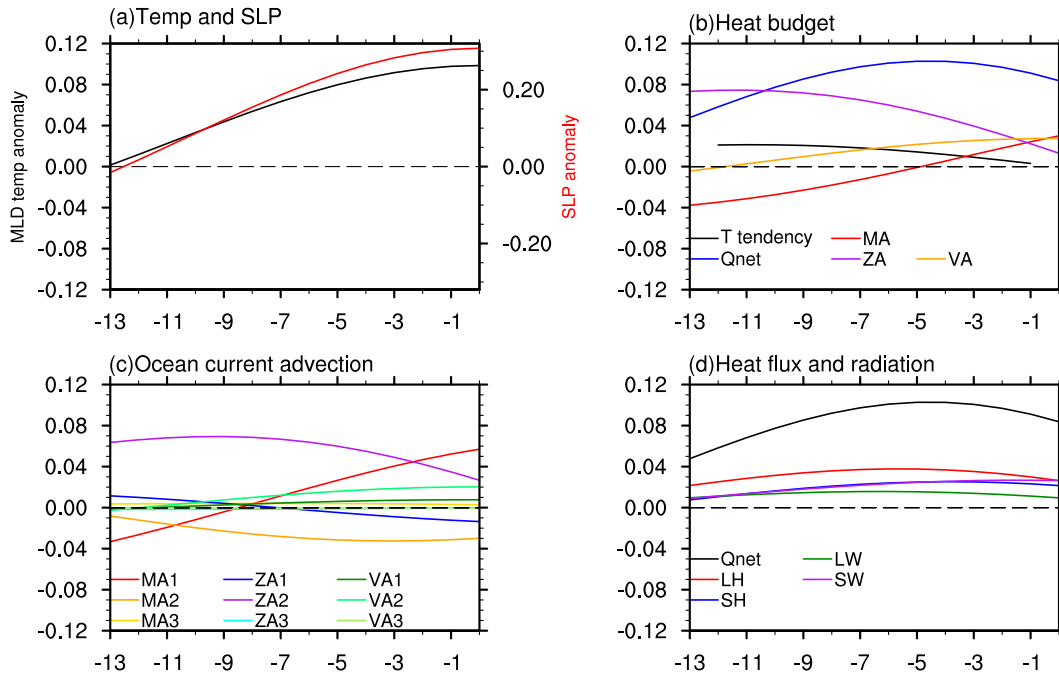 (a)Temp and SLP
0.12
0.08
0.04
0.00
-0.04
-0.08
-0.12
MLD temp anomaly
0.20
0.00
-0.20
SLP anomaly
-13 -11 -9 -7 -5 -3 -1
(b)Heat budget
0.12
0.08
0.04
0.00
-0.04
-0.08
-0.12
T tendency MA
Qnet ZA VA
-13 -11 -9 -7 -5 -3 -1
(c)Ocean current advection
0.12
0.08
0.04
0.00
-0.04
-0.08
-0.12
MA1 ZA1 VA1
MA2 ZA2 VA2
MA3 ZA3 VA3
-13 -11 -9 -7 -5 -3 -1
(d)Heat flux and radiation
0.12
0.08
0.04
0.00
-0.04
-0.08
-0.12
Qnet LW
LH SW
SH
-13 -11 -9 -7 -5 -3 -1